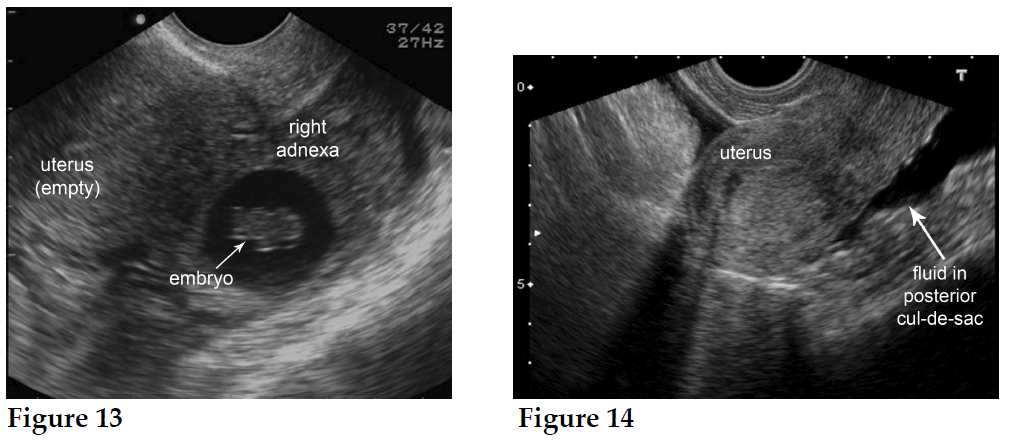 37/42
27Hz
right
adnexa
uterus
(empty)
embryo
Figure 13
T
0
uterus
5
fluid in
posterior
cul-de-sac
Figure 14